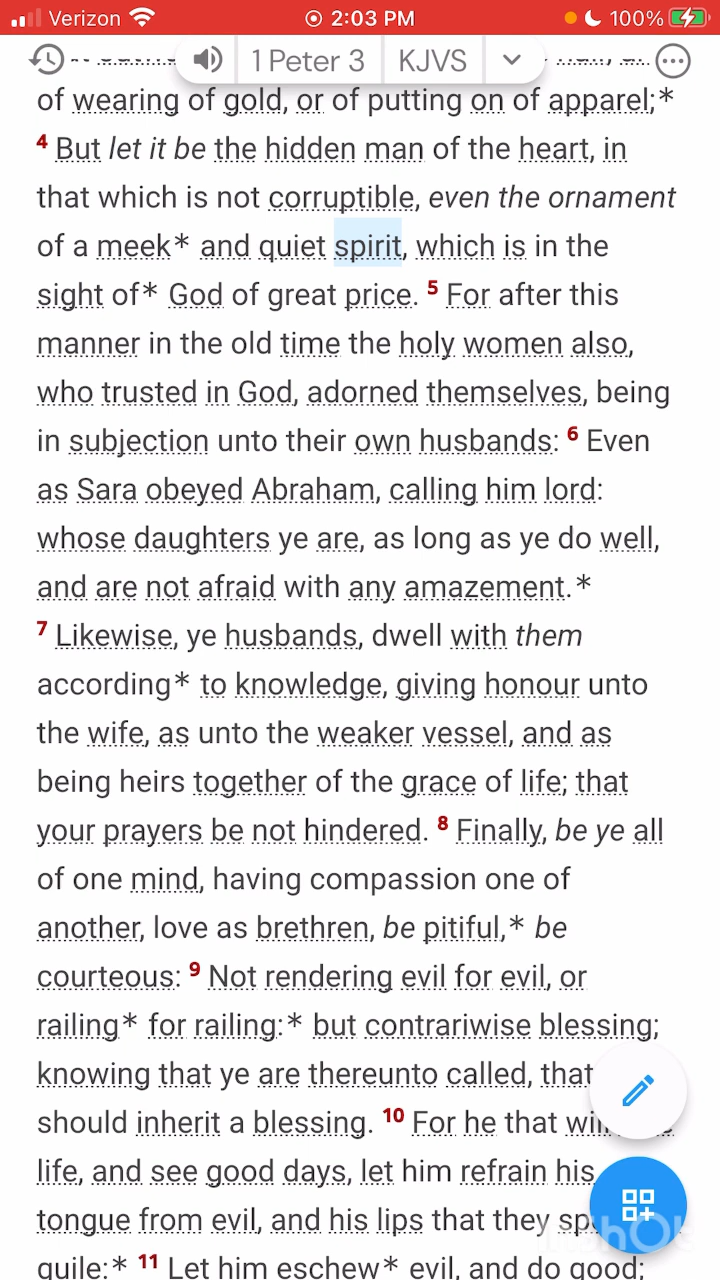 Verizon 2:03 PM 100%
1 Peter 3 KJVS
of wearing of gold, or of putting on of apparel;*
4 But let it be the hidden man of the heart, in
that which is not corruptible, even the ornament
of a meek* and quiet spirit, which is in the
sight of* God of great price. 5 For after this
manner in the old time the holy women also,
who trusted in God, adorned themselves, being
in subjection unto their own husbands: 6 Even
as Sara obeyed Abraham, calling him lord:
whose daughters ye are, as long as ye do well,
and are not afraid with any amazement.*
7 Likewise, ye husbands, dwell with them
according* to knowledge, giving honour unto
the wife, as unto the weaker vessel, and as
being heirs together of the grace of life; that
your prayers be not hindered. 8 Finally, be ye all
of one mind, having compassion one of
another, love as brethren, be pitiful,* be
courteous: 9 Not rendering evil for evil, or
railing* for railing:* but contrariwise blessing;
knowing that ye are thereunto called, that
should inherit a blessing. 10 For he that
life, and see good days, let him refrain his
tongue from evil, and his lips that they
guile:* 11 Let him eschew* evil, and do good;